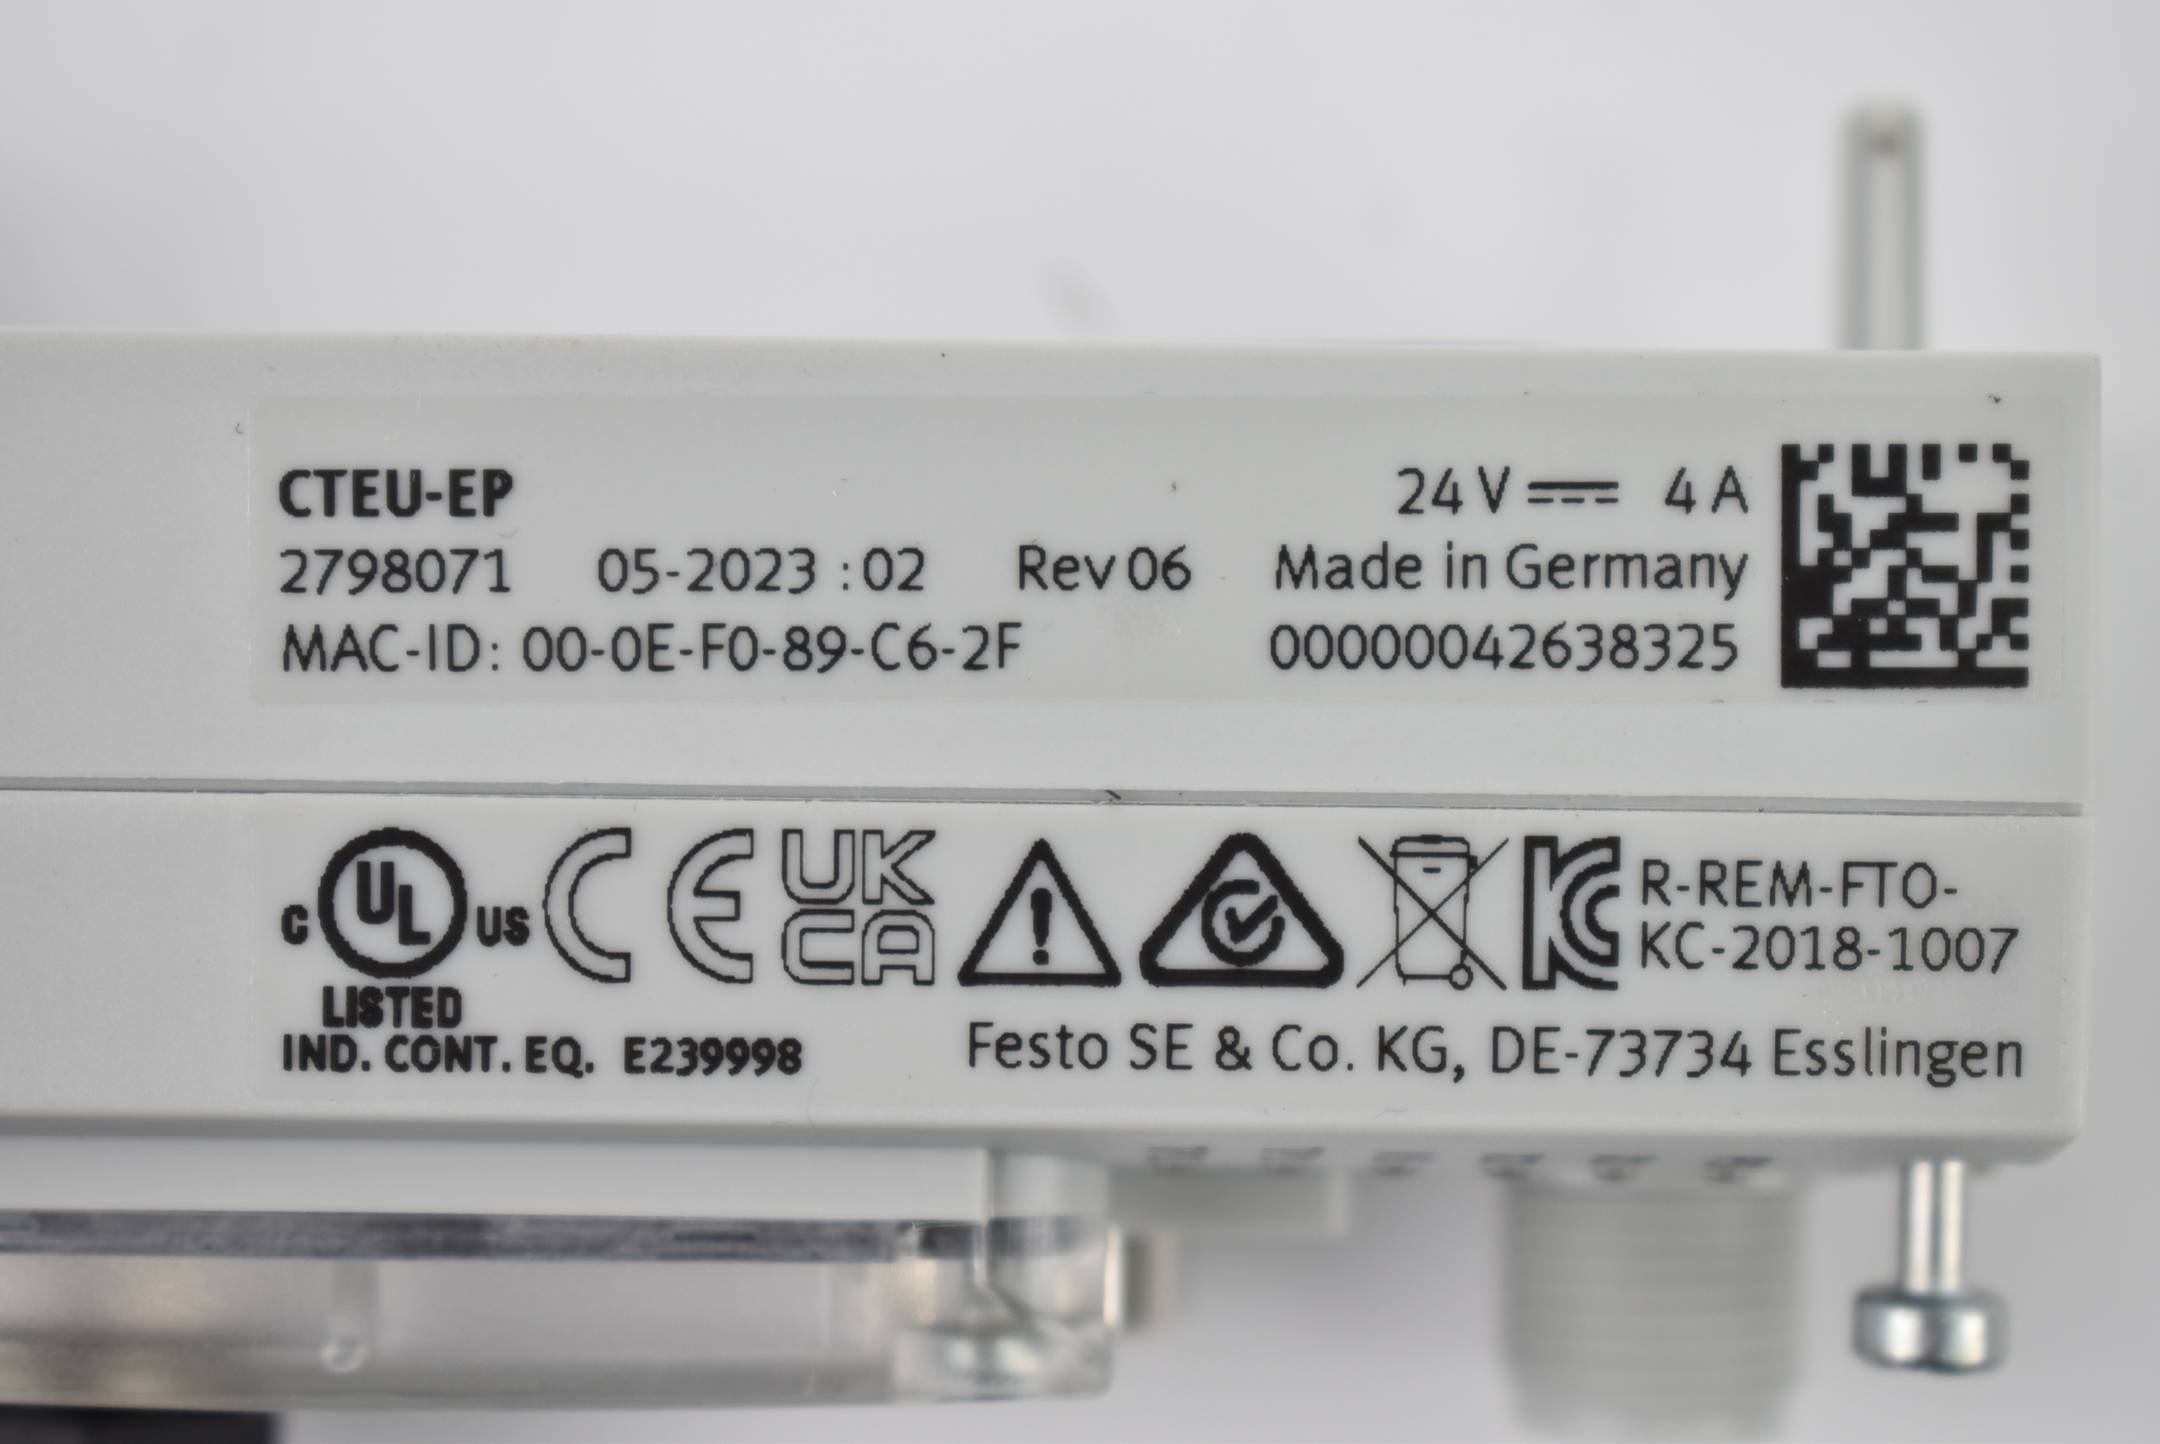 CTEU-EP 24 V 4 A
2798071 05-2023 :02 Rev 06 Made in Germany
MAC-ID: 00-0E-F0-89-C6-2F 00000042638325
C UL US CE UK
CA
LISTED
R-REM-FTO-
KC-2018-1007
IND. CONT. EQ. E239998
Festo SE & Co. KG, DE-73734 Esslingen